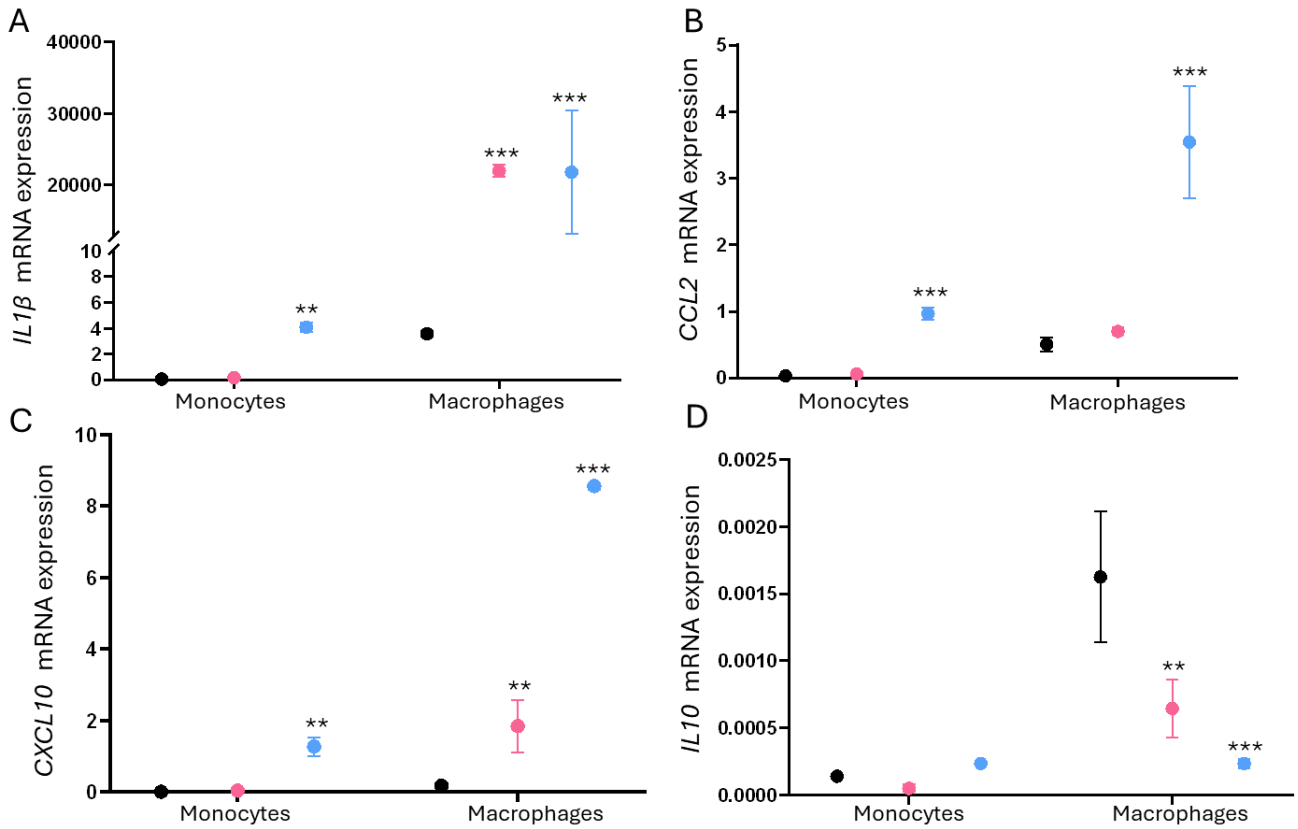 A
IL1β mRNA expression
40000
30000
20000
10
8
6
4
2
0
**
***
***
Monocytes
Macrophages
B
CCL2 mRNA expression
5
4
3
2
1
0
***
***
Monocytes
Macrophages
C
CXCL10 mRNA expression
10
8
6
4
2
0
**
**
***
Monocytes
Macrophages
D
IL10 mRNA expression
0.0025
0.0020
0.0015
0.0010
0.0005
0.0000
**
***
Monocytes
Macrophages